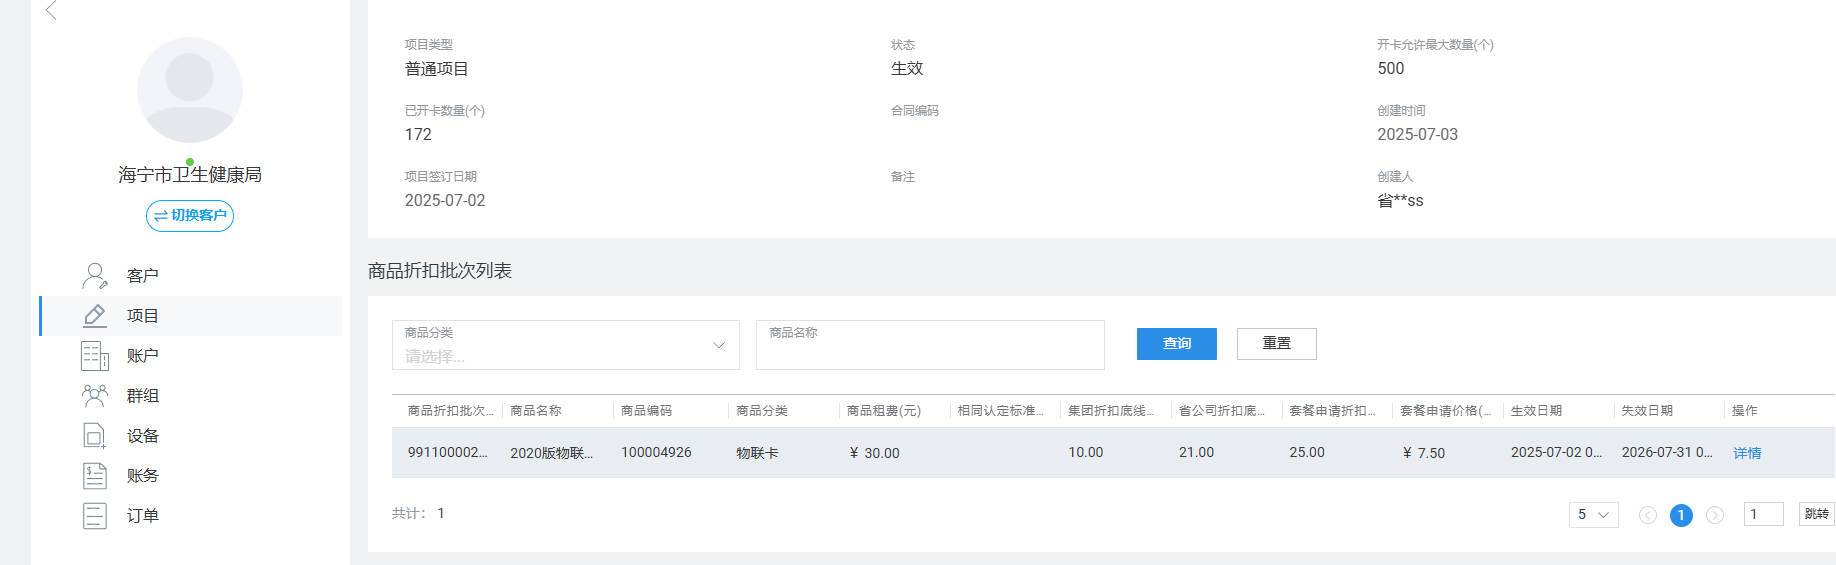 海宁市卫生健康局
切换客户
客户
项目
账户
群组
设备
账务
订单
项目类型 状态 开卡允许最大数量(个)
普通项目 生效 500
已开卡数量(个) 合同编码 创建时间
172 2025-07-03
项目签订日期 备注 创建人
2025-07-02 省**ss
商品折扣批次列表
商品分类 商品名称
请选择... 查询 重置
商品折扣批次... 商品名称 商品编码 商品分类 商品租费(元) 相同认定标准... 集团折扣底线... 省公司折扣底... 套餐申请折扣... 套餐申请价格(... 生效日期 失效日期 操作
991100002... 2020版物联... 100004926 物联卡 ¥ 30.00 10.00 21.00 25.00 ¥ 7.50 2025-07-02 0... 2026-07-31 0... 详情
共计： 1 5 1 1 跳转